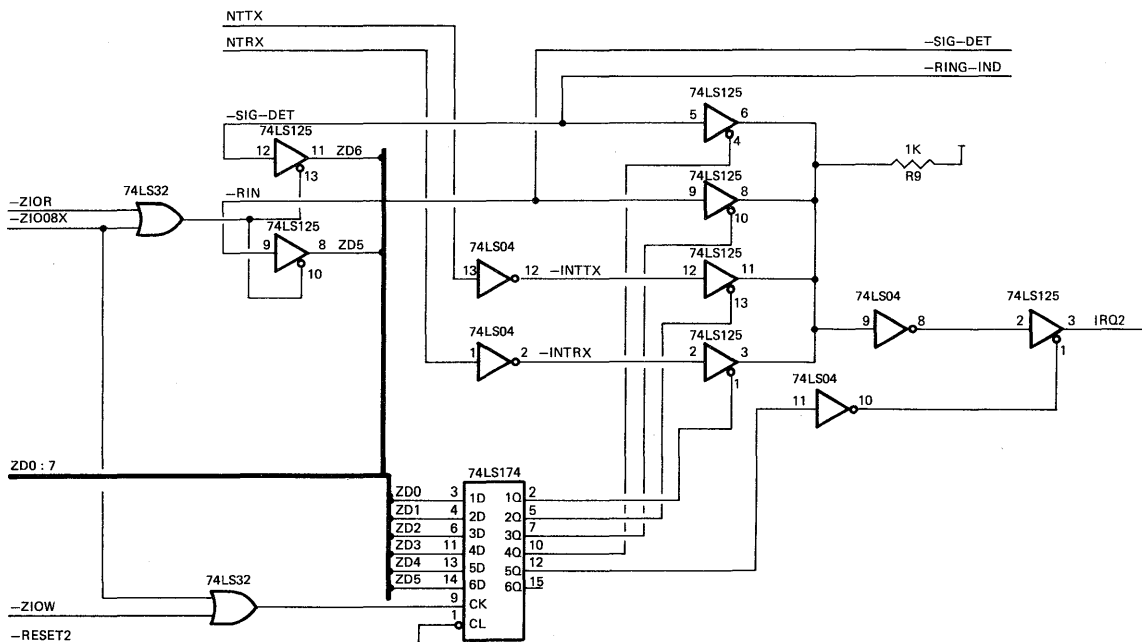 NTTX
NTRX
-SIG-DET
-RING-IND
74LS125
5 6
4
-SIG-DET
74LS125
12 11 ZD6
13
1K
R9
74LS125
9 8
10
74LS32
-ZIOR
-ZIO08X
-RIN
74LS125
9 8 ZD5
10
74LS04
13 12 -INTTX
74LS125
12 11
13
74LS04
9 8
74LS125
2 3 IRQ2
1
74LS04
1 2 -INTRX
74LS125
2 3
1
74LS04
11 10
ZD0 : 7
74LS174
ZD0 3 1D 1Q 2
ZD1 4 2D 2Q 5
ZD2 6 3D 3Q 7
ZD3 11 4D 4Q 10
ZD4 13 5D 5Q 12
ZD5 14 6D 6Q 15
9 CK
1 CL
74LS32
-ZIOW
-RESET2